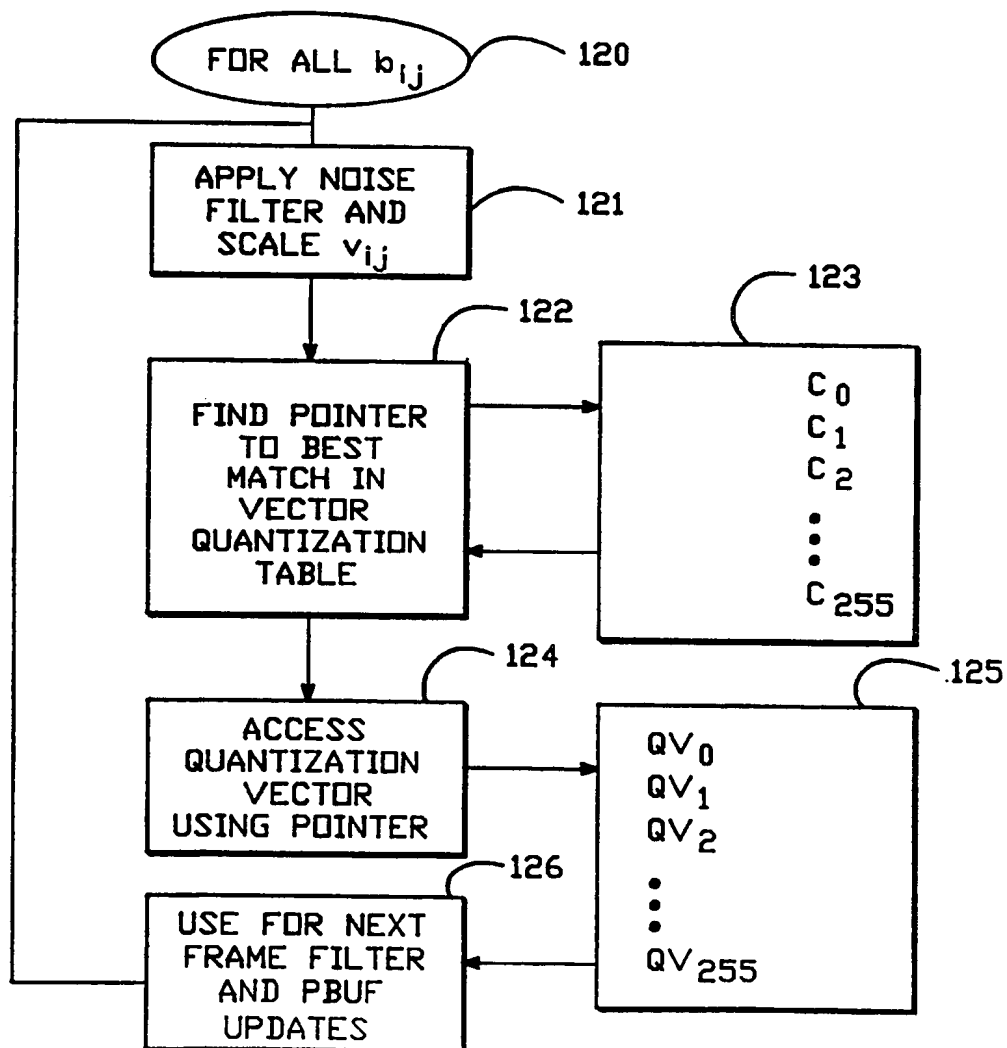 FOR ALL b_ij
120
APPLY NOISE
FILTER AND
SCALE v_ij
121
122
FIND POINTER
TO BEST
MATCH IN
VECTOR
QUANTIZATION
TABLE
123
C_0
C_1
C_2
C_255
124
ACCESS
QUANTIZATION
VECTOR
USING POINTER
.125
QV_0
QV_1
QV_2
QV_255
126
USE FOR NEXT
FRAME FILTER
AND PBUF
UPDATES